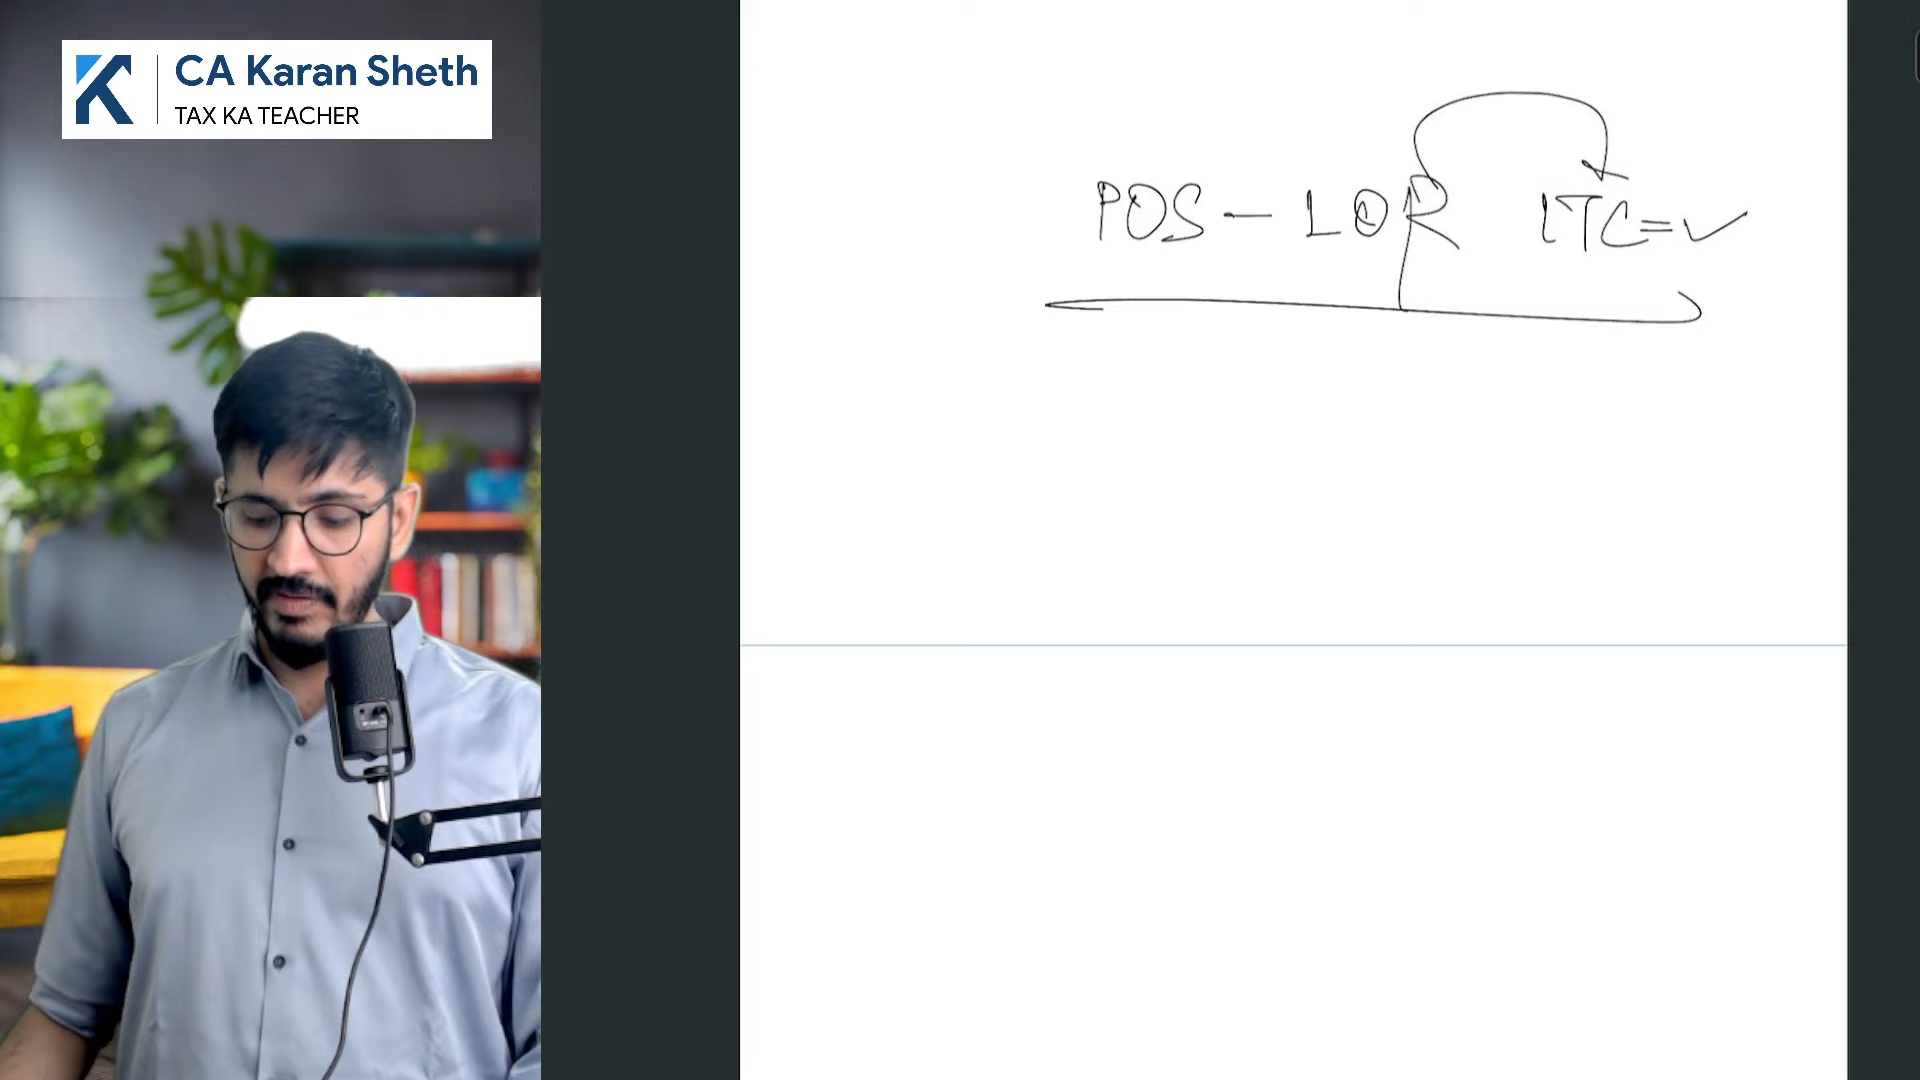 CA Karan Sheth
TAX KA TEACHER
POS - LOR ITC = ✓